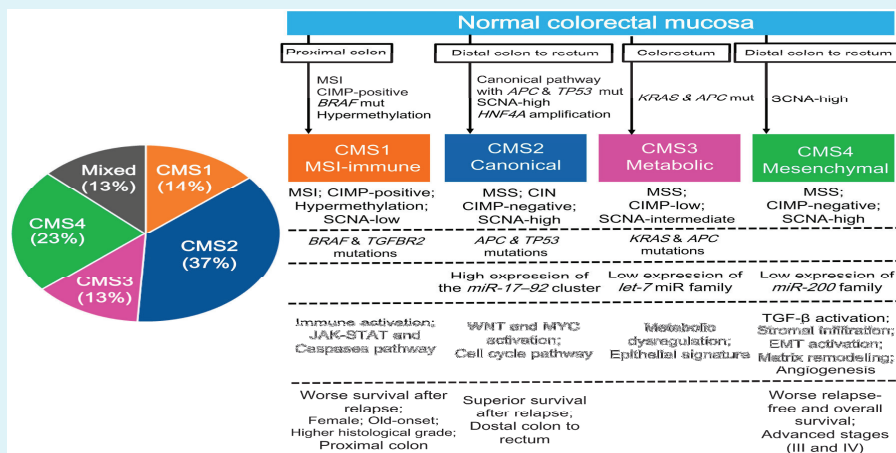 Normal colorectal mucosa
Proximal colon
Distal colon to rectum
Colorectum
Distal colon to rectum
MSI
CIMP-positive
BRAF mut
Hypermethylation
Canonical pathway
with APC & TP53 mut
SCNA-high
HNF4A amplification
KRAS & APC mut
SCNA-high
CMS1
MSI-immune
CMS2
Canonical
CMS3
Metabolic
CMS4
Mesenchymal
MSI; CIMP-positive;
Hypermethylation;
SCNA-low
MSS; CIN
CIMP-negative;
SCNA-high
MSS;
CIMP-low;
SCNA-intermediate
MSS;
CIMP-negative;
SCNA-high
BRAF & TGFBR2
mutations
APC & TP53
mutations
KRAS & APC
mutations
High expression of
the miR-17–92 cluster
Low expression of
let-7 miR family
Low expression of
miR-200 family
Immune activation;
JAK-STAT and
Caspases pathway
WNT and MYC
activation;
Cell cycle pathway
Metabolic
dysregulation;
Epithelial signature
TGF-β activation;
Stromal infiltration;
EMT activation;
Matrix remodeling;
Angiogenesis
Worse survival after
relapse;
Female; Old-onset;
Higher histological grade;
Proximal colon
Superior survival
after relapse;
Dostal colon to
rectum
Worse relapse-
free and overall
survival;
Advanced stages
(III and IV)
Mixed
(13%)
CMS1
(14%)
CMS4
(23%)
CMS2
(37%)
CMS3
(13%)